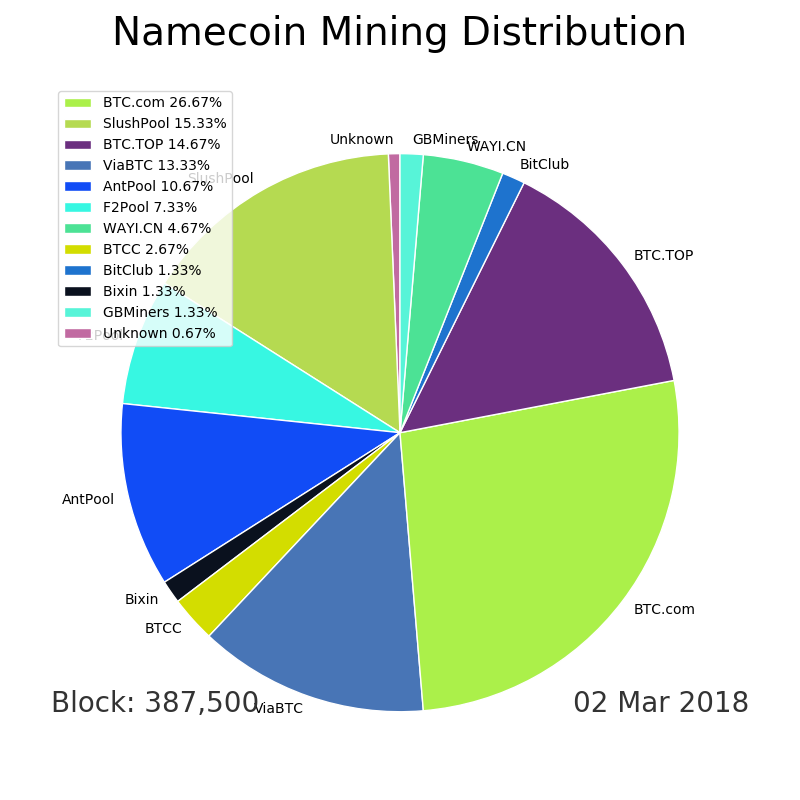 Namecoin Mining Distribution
BTC.com 26.67%
SlushPool 15.33%
BTC.TOP 14.67%
ViaBTC 13.33%
AntPool 10.67%
F2Pool 7.33%
WAYI.CN 4.67%
BTCC 2.67%
BitClub 1.33%
Bixin 1.33%
GBMiners 1.33%
Unknown 0.67%
Unknown
GBMiners
WAYI.CN
BitClub
SlushPool
BTC.TOP
F2Pool
AntPool
Bixin
BTCC
BTC.com
ViaBTC
Block: 387,500
02 Mar 2018